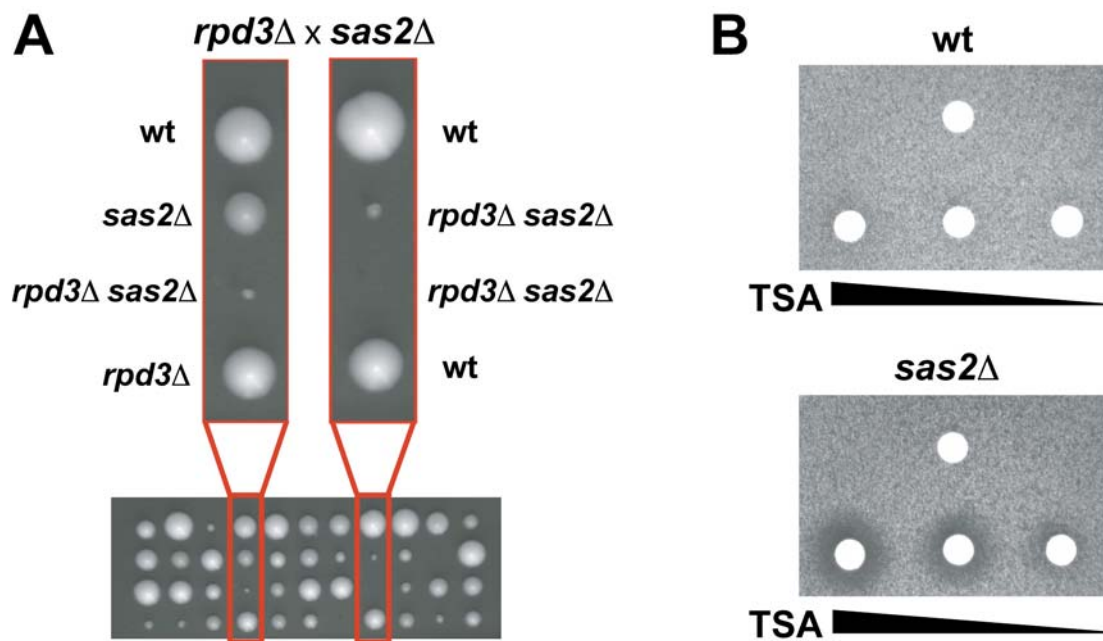 A
rpd3Δ x sas2Δ
wt
wt
sas2Δ
rpd3Δ sas2Δ
rpd3Δ sas2Δ
rpd3Δ sas2Δ
rpd3Δ
wt
B
wt
TSA
sas2Δ
TSA